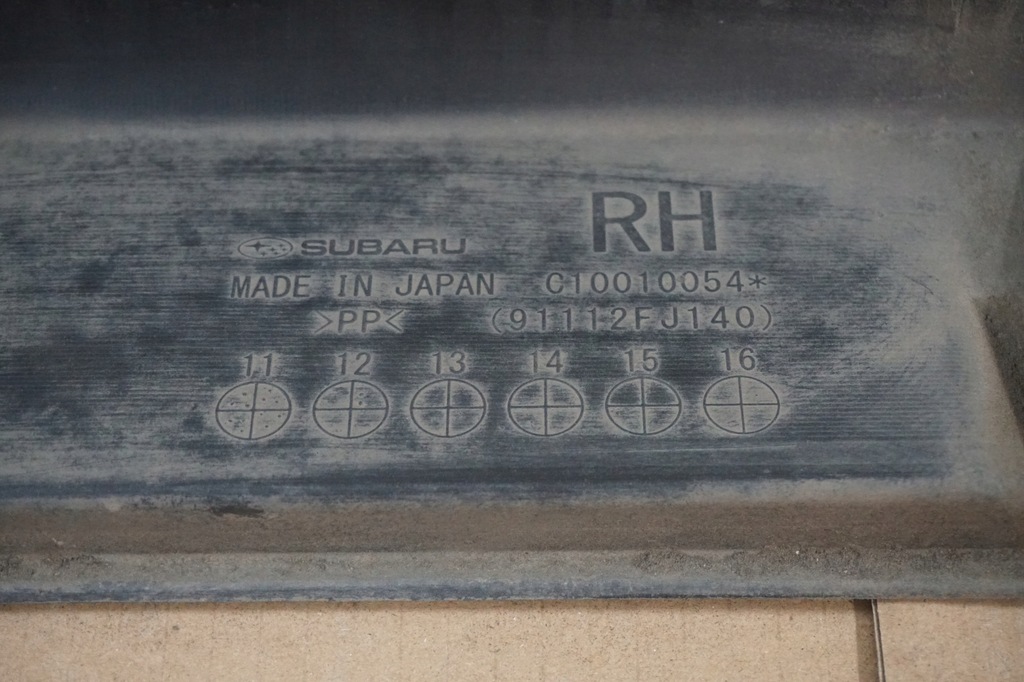 RH
SUBARU
MADE IN JAPAN C10010054*
>PP< (91112FJ140)
11 12 13 14 15 16